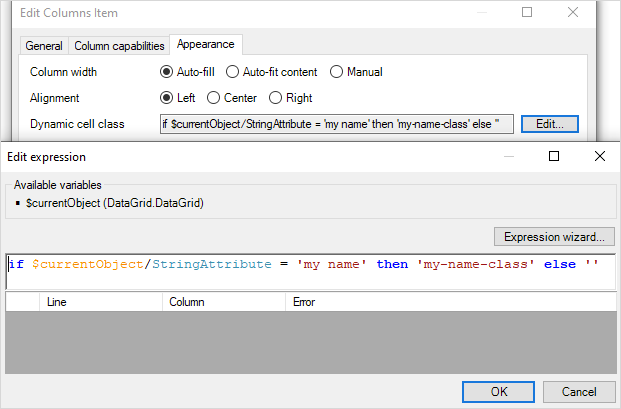 Edit Columns Item
General Column capabilities Appearance
Column width Auto-fill Auto-fit content Manual
Alignment Left Center Right
Dynamic cell class if $currentObject/StringAttribute = 'my name' then 'my-name-class' else '' Edit...
Edit expression
Available variables
▪ $currentObject (DataGrid.DataGrid)
Expression wizard...
if $currentObject/StringAttribute = 'my name' then 'my-name-class' else ''
Line Column Error
OK Cancel